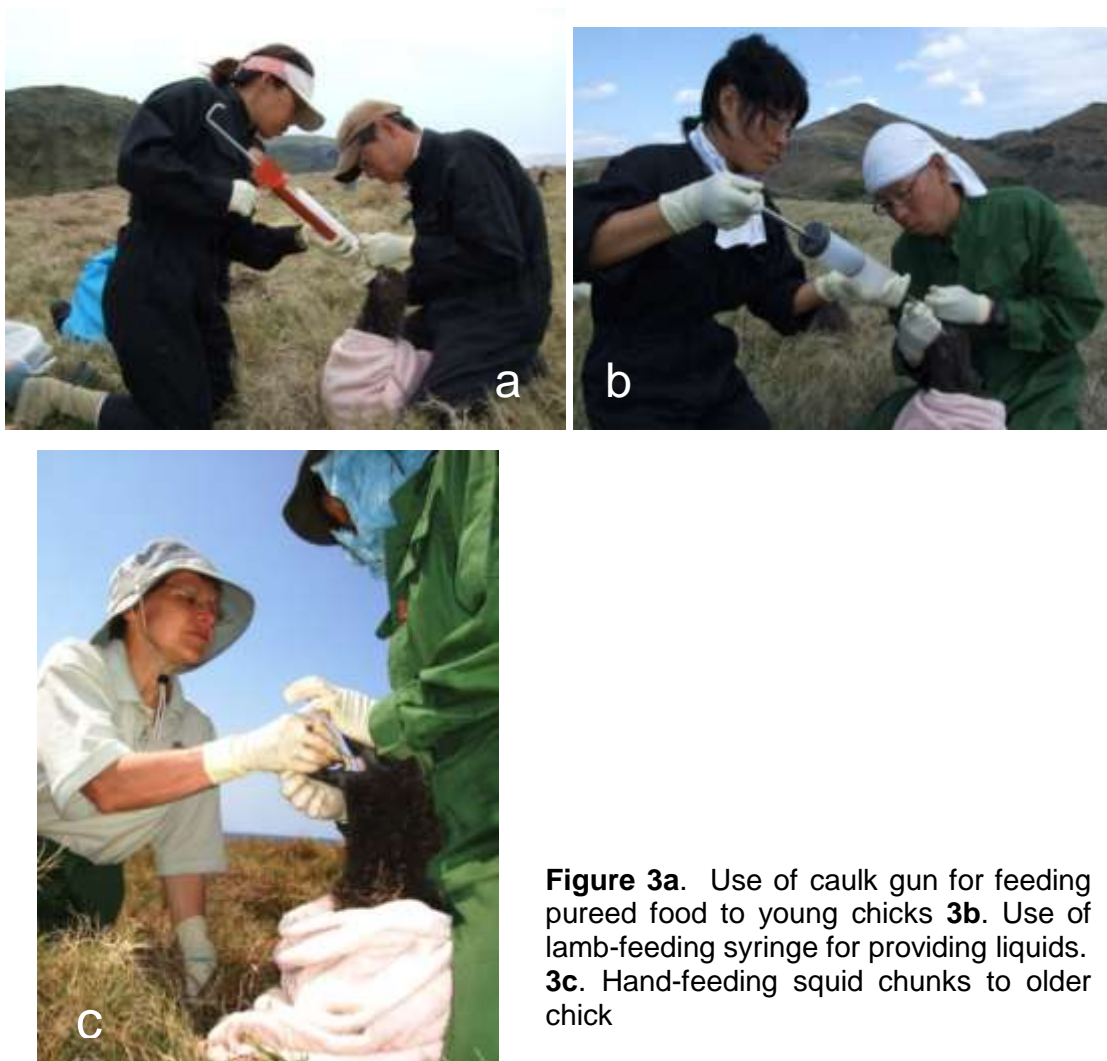 a
b
c
Figure 3a. Use of caulk gun for feeding
pureed food to young chicks 3b. Use of
lamb-feeding syringe for providing liquids.
3c. Hand-feeding squid chunks to older
chick